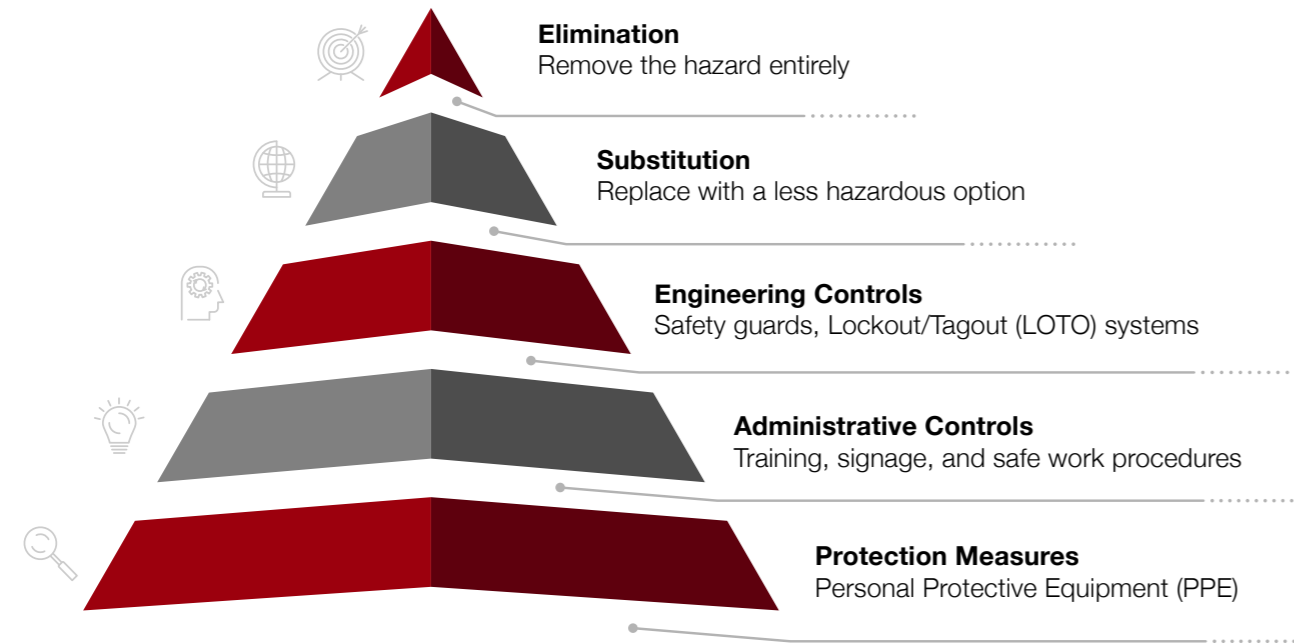 Elimination
Remove the hazard entirely
Substitution
Replace with a less hazardous option
Engineering Controls
Safety guards, Lockout/Tagout (LOTO) systems
Administrative Controls
Training, signage, and safe work procedures
Protection Measures
Personal Protective Equipment (PPE)